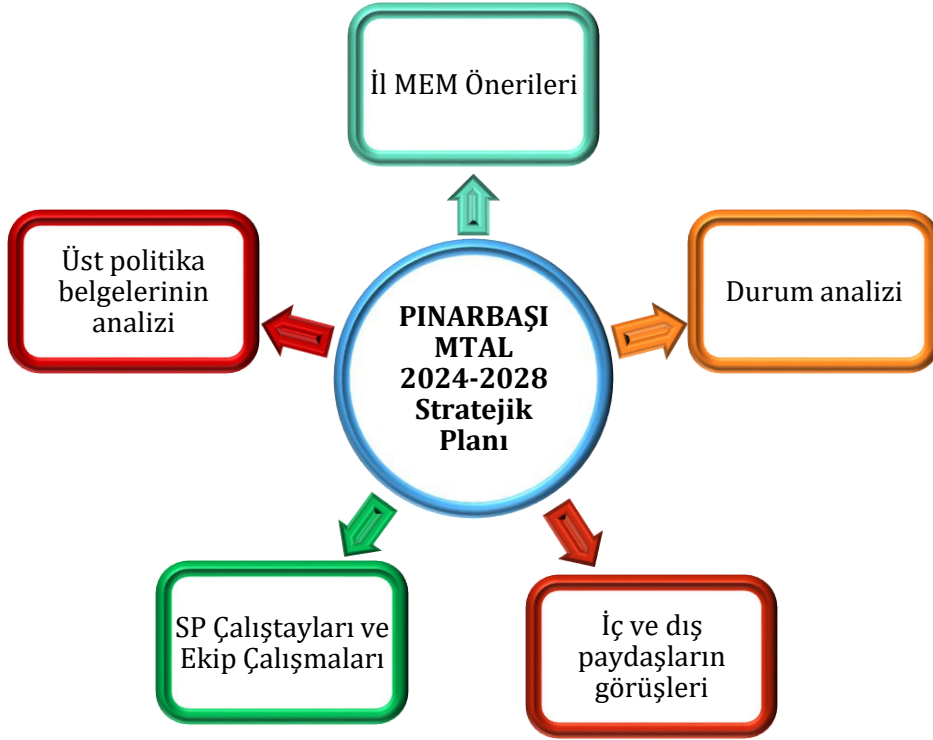 İl MEM Önerileri
Üst politika
belgelerinin
analizi
Durum analizi
PINARBAŞI
MTAL
2024-2028
Stratejik
Planı
SP Çalıştayları ve
Ekip Çalışmaları
İç ve dış
paydaşların
görüşleri